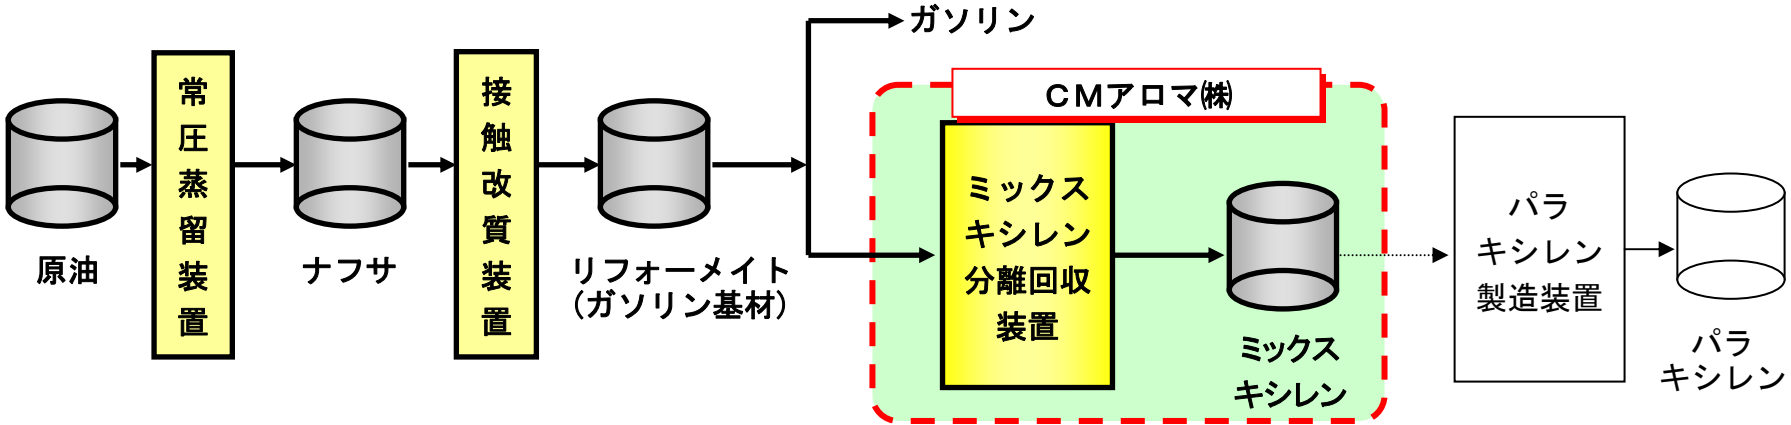 ガソリン
CMアロマ㈱
原油
常圧蒸留装置
ナフサ
接触改質装置
リフォーメイト
(ガソリン基材)
ミックス
キシレン
分離回収
装置
ミックス
キシレン
パラ
キシレン
製造装置
パラ
キシレン